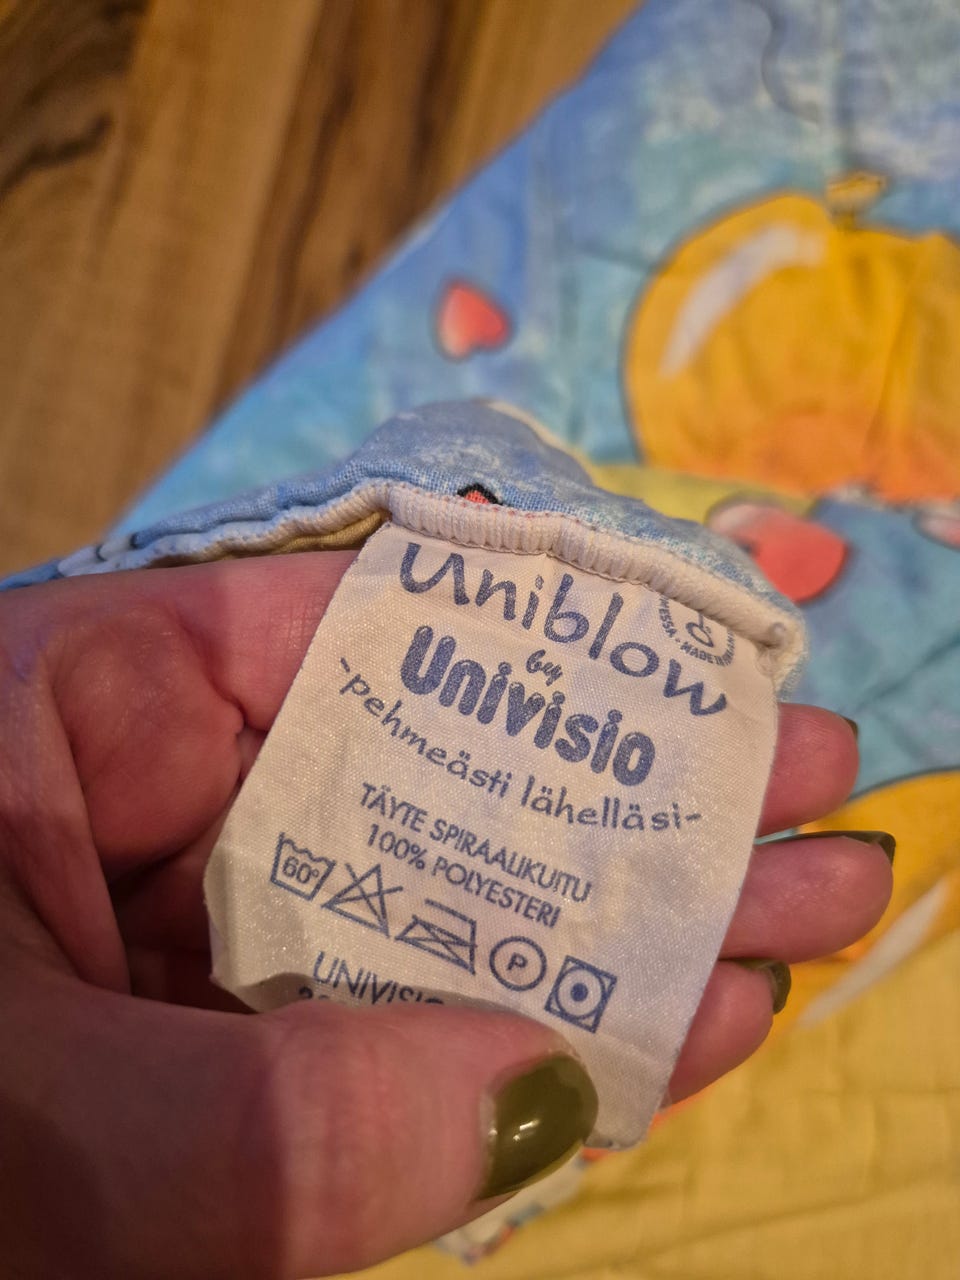 Uniblow
by
Univisio
-pehmeästi lähelläsi-
TÄYTE SPIRAALIKUITU
100% POLYESTERI
60°
P
UNIVISIO